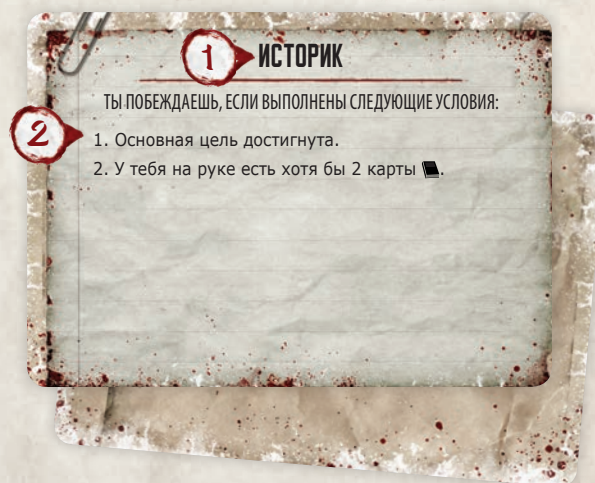 1 ИСТОРИК
ТЫ ПОБЕЖДАЕШЬ, ЕСЛИ ВЫПОЛНЕНЫ СЛЕДУЮЩИЕ УСЛОВИЯ:
2 1. Основная цель достигнута.
2. У тебя на руке есть хотя бы 2 карты .